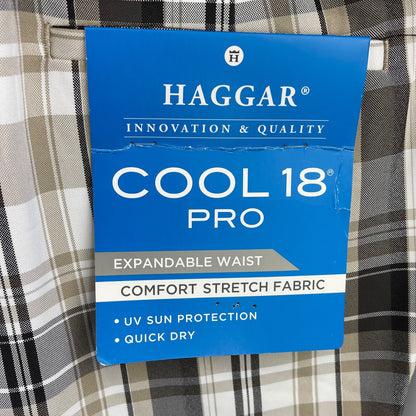 H
HAGGAR®
INNOVATION & QUALITY
COOL 18®
PRO
EXPANDABLE WAIST
COMFORT STRETCH FABRIC
• UV SUN PROTECTION
• QUICK DRY